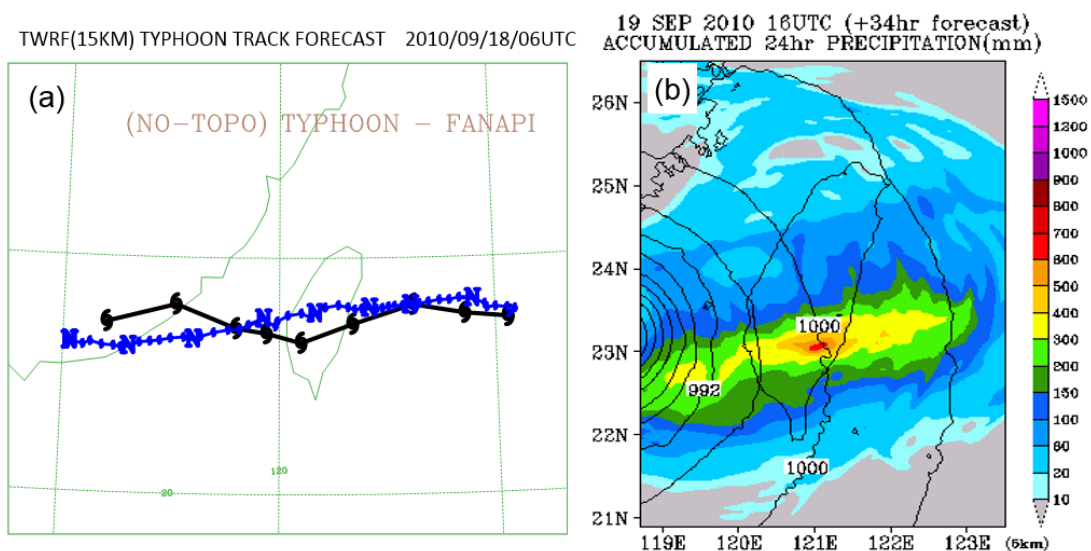 TWRF(15KM) TYPHOON TRACK FORECAST 2010/09/18/06UTC
(a)
(NO-TOPO) TYPHOON - FANAPI
N N N N N N N N
120
20
19 SEP 2010 16UTC (+34hr forecast)
ACCUMULATED 24hr PRECIPITATION(mm)
(b)
26N
25N
24N
23N
22N
21N
1000
992
1000
119E 120E 121E 122E 123E (5km)
1500
1300
1000
900
800
700
600
500
400
300
200
150
100
60
20
10